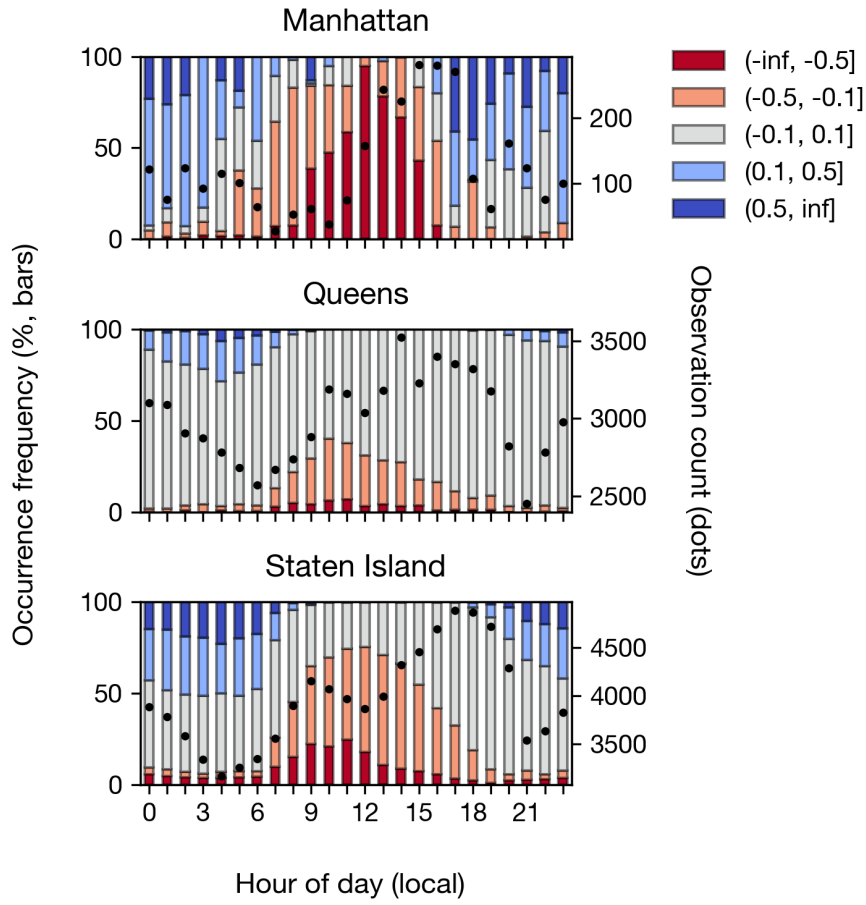 Manhattan
100
50
0
200
100
(-inf, -0.5]
(-0.5, -0.1]
(-0.1, 0.1]
(0.1, 0.5]
(0.5, inf]
Occurrence frequency (%, bars)
Queens
100
50
0
3500
3000
2500
Observation count (dots)
Staten Island
100
50
0
4500
4000
3500
0 3 6 9 12 15 18 21
Hour of day (local)